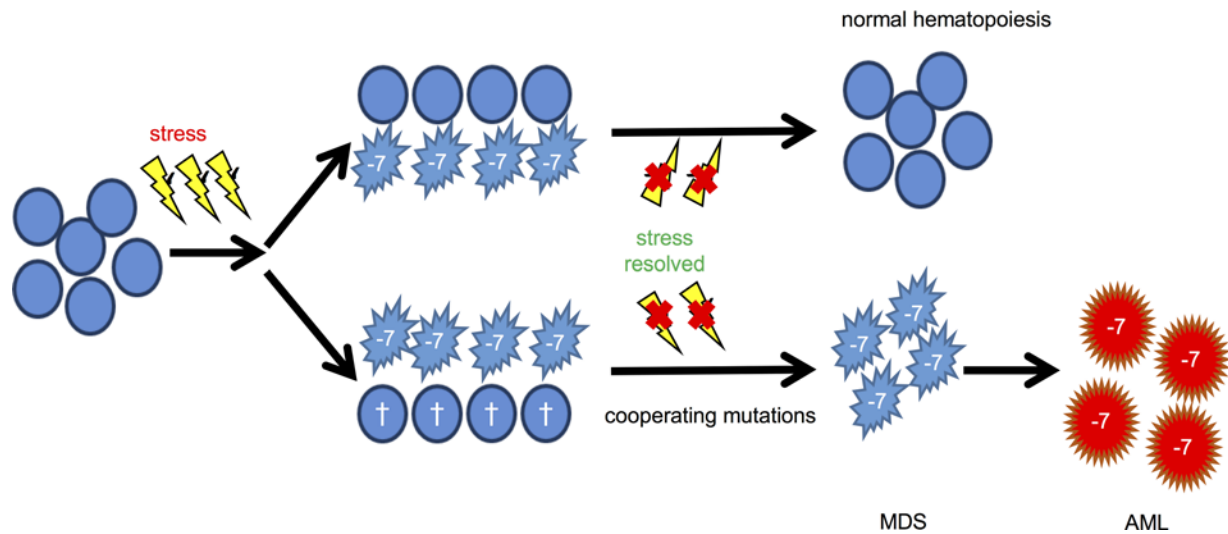 normal hematopoiesis
stress
-7 -7 -7 -7
stress
resolved
-7 -7 -7 -7
† † † †
cooperating mutations
-7
-7
-7
-7
-7
-7
-7
-7
MDS
AML